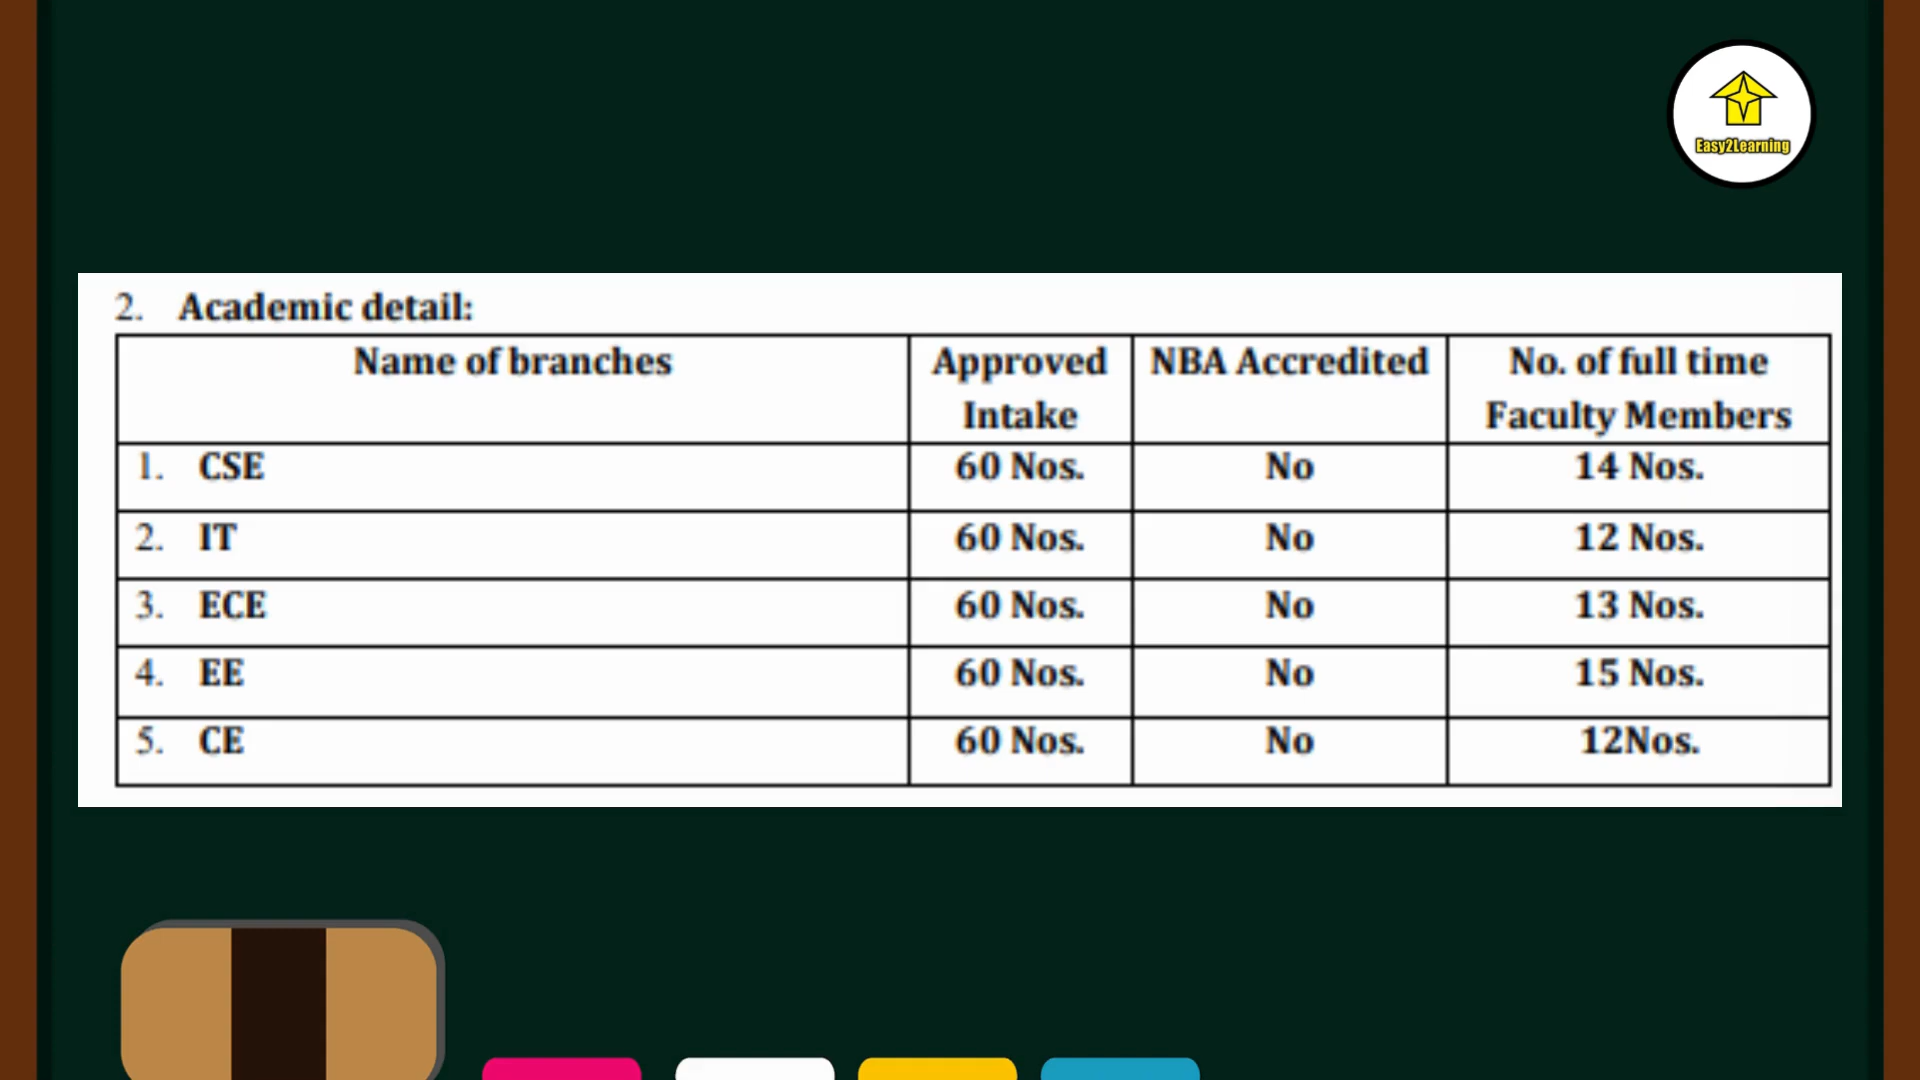 Easy2Learning
2. Academic detail:
Name of branches Approved Intake NBA Accredited No. of full time Faculty Members
1. CSE 60 Nos. No 14 Nos.
2. IT 60 Nos. No 12 Nos.
3. ECE 60 Nos. No 13 Nos.
4. EE 60 Nos. No 15 Nos.
5. CE 60 Nos. No 12Nos.